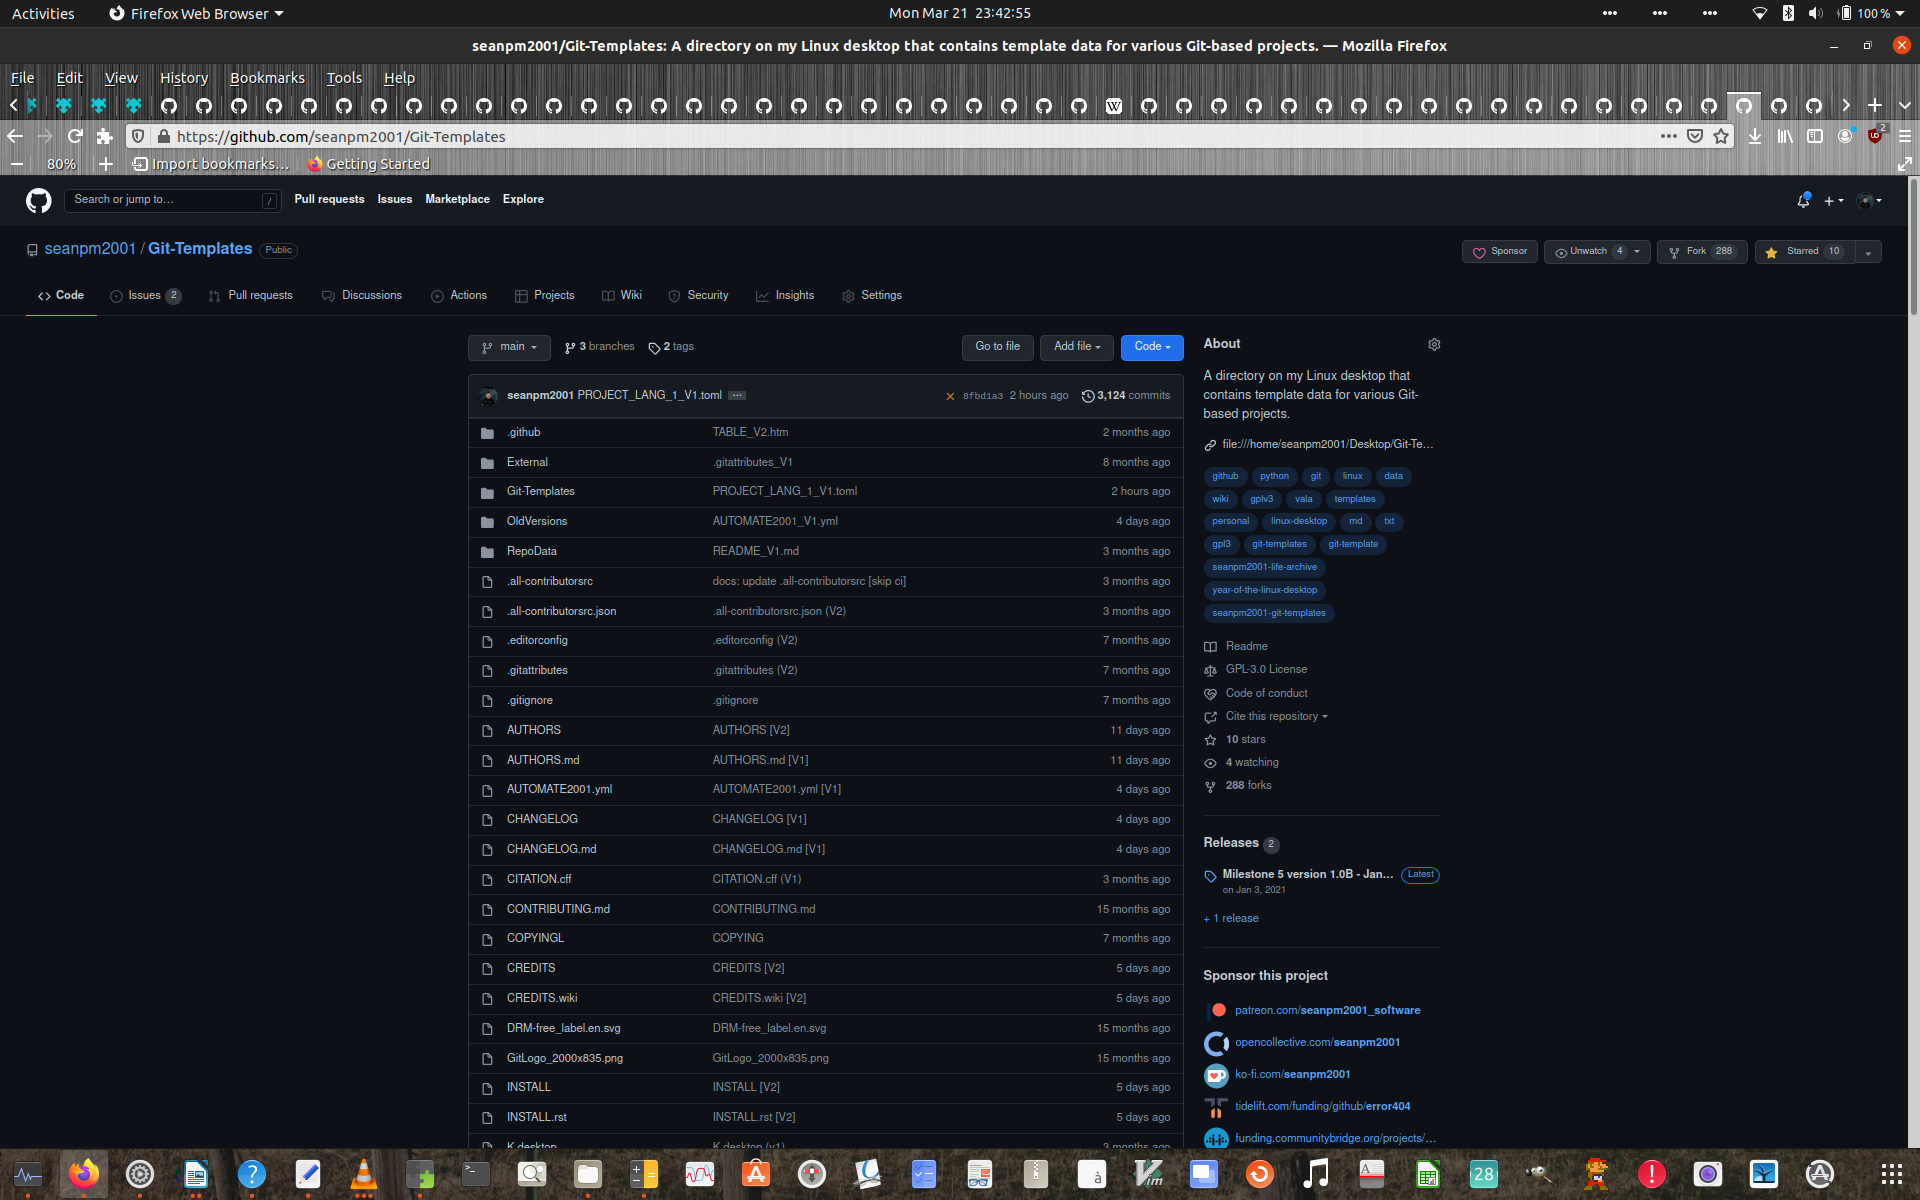 Activities
Firefox Web Browser
Mon Mar 21 23:42:55
100 %
seanpm2001/Git-Templates: A directory on my Linux desktop that contains template data for various Git-based projects. — Mozilla Firefox
File Edit View History Bookmarks Tools Help
https://github.com/seanpm2001/Git-Templates
2
80%
Import bookmarks…
Getting Started
Search or jump to…
/
Pull requests Issues Marketplace Explore
seanpm2001 / Git-Templates Public
Sponsor
Unwatch 4
Fork 288
Starred 10
Code
Issues 2
Pull requests
Discussions
Actions
Projects
Wiki
Security
Insights
Settings
main
3 branches
2 tags
Go to file
Add file
Code
seanpm2001 PROJECT_LANG_1_V1.toml ... 8fbd1a3 2 hours ago 3,124 commits
.github TABLE_V2.htm 2 months ago
External .gitattributes_V1 8 months ago
Git-Templates PROJECT_LANG_1_V1.toml 2 hours ago
OldVersions AUTOMATE2001_V1.yml 4 days ago
RepoData README_V1.md 3 months ago
.all-contributorsrc docs: update .all-contributorsrc [skip ci] 3 months ago
.all-contributorsrc.json .all-contributorsrc.json (V2) 3 months ago
.editorconfig .editorconfig (V2) 7 months ago
.gitattributes .gitattributes (V2) 7 months ago
.gitignore .gitignore 7 months ago
AUTHORS AUTHORS [V2] 11 days ago
AUTHORS.md AUTHORS.md [V1] 11 days ago
AUTOMATE2001.yml AUTOMATE2001.yml [V1] 4 days ago
CHANGELOG CHANGELOG [V1] 4 days ago
CHANGELOG.md CHANGELOG.md [V1] 4 days ago
CITATION.cff CITATION.cff (V1) 3 months ago
CONTRIBUTING.md CONTRIBUTING.md 15 months ago
COPYINGL COPYING 7 months ago
CREDITS CREDITS [V2] 5 days ago
CREDITS.wiki CREDITS.wiki [V2] 5 days ago
DRM-free_label.en.svg DRM-free_label.en.svg 15 months ago
GitLogo_2000x835.png GitLogo_2000x835.png 15 months ago
INSTALL INSTALL [V2] 5 days ago
INSTALL.rst INSTALL.rst [V2] 5 days ago
K.desktop K.desktop (v1) 3 months ago
About
A directory on my Linux desktop that
contains template data for various Git-
based projects.
file:///home/seanpm2001/Desktop/Git-Te…
github python git linux data
wiki gplv3 vala templates
personal linux-desktop md txt
gpl3 git-templates git-template
seanpm2001-life-archive
year-of-the-linux-desktop
seanpm2001-git-templates
Readme
GPL-3.0 License
Code of conduct
Cite this repository
10 stars
4 watching
288 forks
Releases 2
Milestone 5 version 1.0B - Jan… Latest
on Jan 3, 2021
+ 1 release
Sponsor this project
patreon.com/seanpm2001_software
opencollective.com/seanpm2001
ko-fi.com/seanpm2001
tidelift.com/funding/github/error404
funding.communitybridge.org/projects/…
28